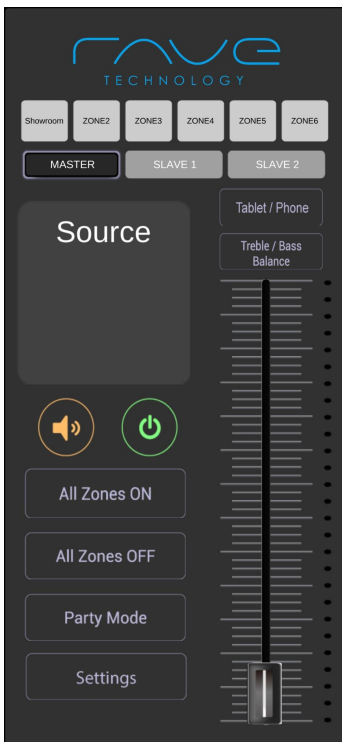 rave
TECHNOLOGY
Showroom ZONE2 ZONE3 ZONE4 ZONE5 ZONE6
MASTER SLAVE 1 SLAVE 2
Source
Tablet / Phone
Treble / Bass
Balance
All Zones ON
All Zones OFF
Party Mode
Settings